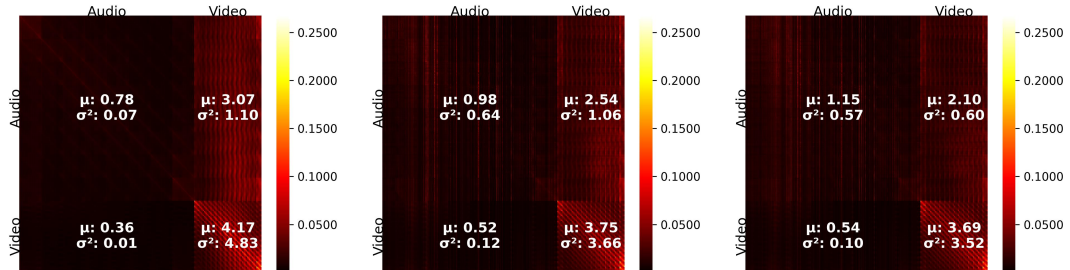 Audio Video
Audio
Video
μ: 0.78
σ²: 0.07
μ: 3.07
σ²: 1.10
μ: 0.36
σ²: 0.01
μ: 4.17
σ²: 4.83
0.2500
0.2000
0.1500
0.1000
0.0500
Audio Video
Audio
Video
μ: 0.98
σ²: 0.64
μ: 2.54
σ²: 1.06
μ: 0.52
σ²: 0.12
μ: 3.75
σ²: 3.66
0.2500
0.2000
0.1500
0.1000
0.0500
Audio Video
Audio
Video
μ: 1.15
σ²: 0.57
μ: 2.10
σ²: 0.60
μ: 0.54
σ²: 0.10
μ: 3.69
σ²: 3.52
0.2500
0.2000
0.1500
0.1000
0.0500